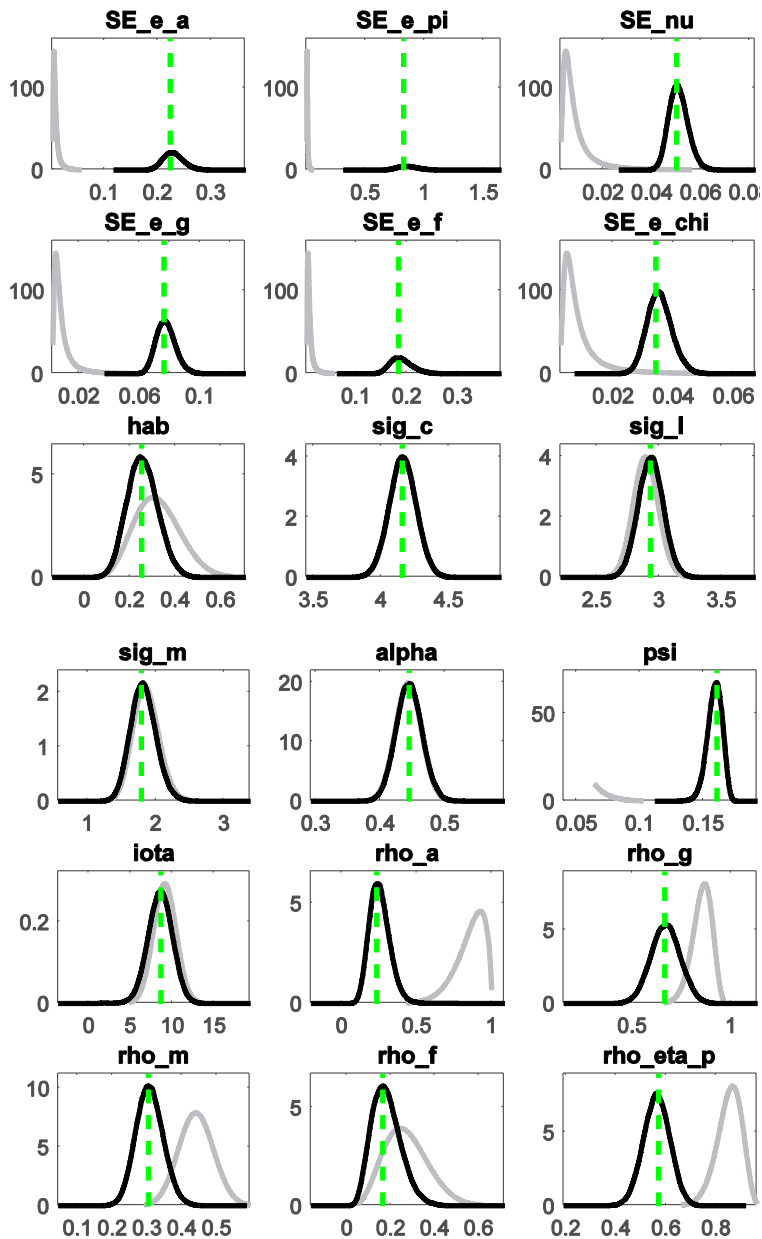 SE_e_a SE_e_pi SE_nu
100 100 100
0 0 0
0.1 0.2 0.3 0.5 1 1.5 0.02 0.04 0.06 0.08
SE_e_g SE_e_f SE_e_chi
100 100 100
0 0 0
0.02 0.06 0.1 0.1 0.2 0.3 0.02 0.04 0.06
hab sig_c sig_l
5 4 4
2 2
0 0 0
0 0.2 0.4 0.6 3.5 4 4.5 2.5 3 3.5
sig_m alpha psi
2 20 50
1 10
0 0 0
1 2 3 0.3 0.4 0.5 0.05 0.1 0.15
iota rho_a rho_g
0.2 5 5
0 0 0
0 5 10 15 0 0.5 1 0.5 1
rho_m rho_f rho_eta_p
10 5 5
5
0 0 0
0.1 0.2 0.3 0.4 0.5 0 0.2 0.4 0.6 0.2 0.4 0.6 0.8